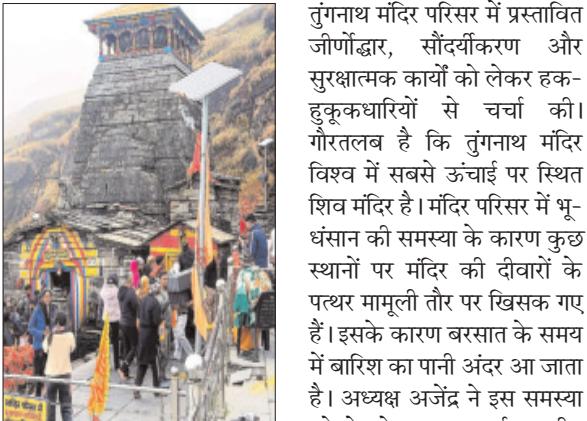 तुंगनाथ मंदिर परिसर में प्रस्तावित
जीर्णोद्धार, सौंदर्यीकरण और
सुरक्षात्मक कार्यों को लेकर हक-
हुकूकधारियों से चर्चा की।
गौरतलब है कि तुंगनाथ मंदिर
विश्व में सबसे ऊंचाई पर स्थित
शिव मंदिर है। मंदिर परिसर में भू-
धंसान की समस्या के कारण कुछ
स्थानों पर मंदिर की दीवारों के
पत्थर मामूली तौर पर खिसक गए
हैं। इसके कारण बरसात के समय
में बारिश का पानी अंदर आ जाता
है। अध्यक्ष अजेंद्र ने इस समस्या